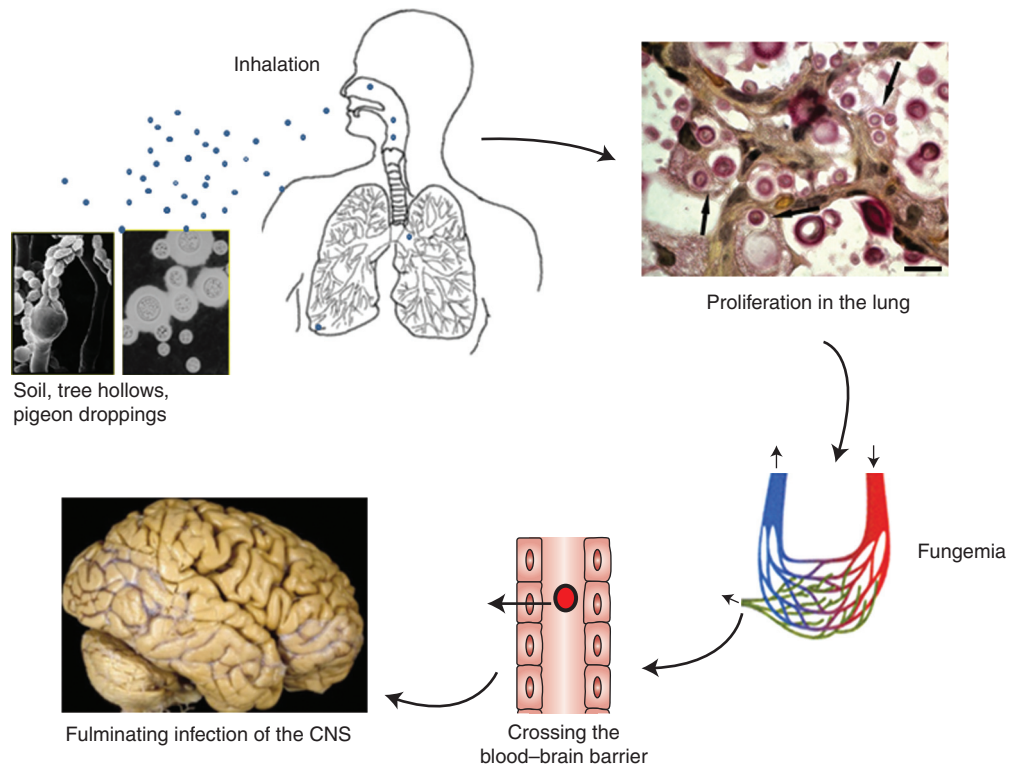 Inhalation
Soil, tree hollows,
pigeon droppings
Proliferation in the lung
Fungemia
Crossing the
blood–brain barrier
Fulminating infection of the CNS